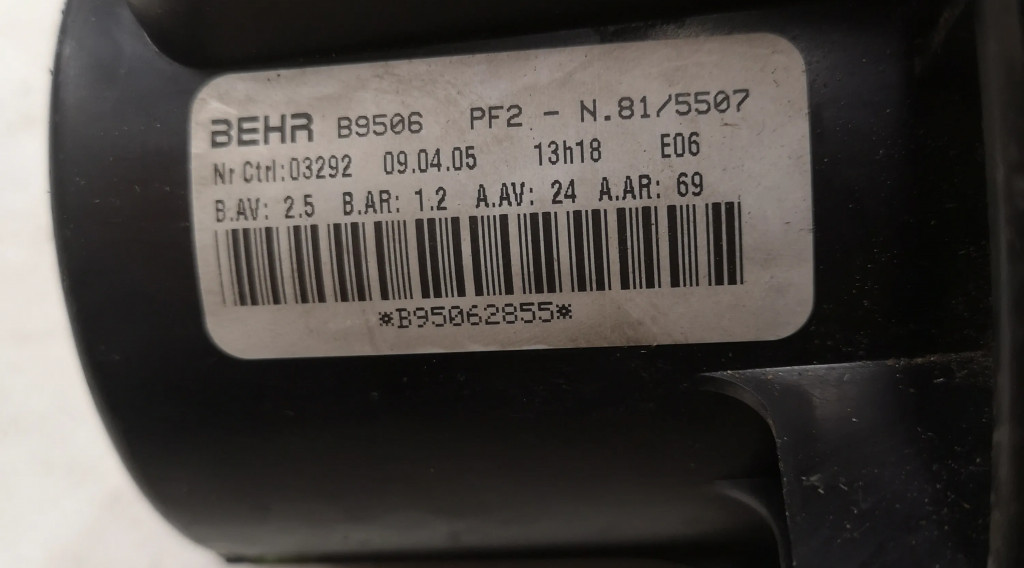 BEHR B9506 PF2 - N.81/5507
Nr Ctrl:03292 09.04.05 13h18 E06
B.AV: 2.5 B.AR: 1.2 A.AV: 24 A.AR: 69
*B95062855*